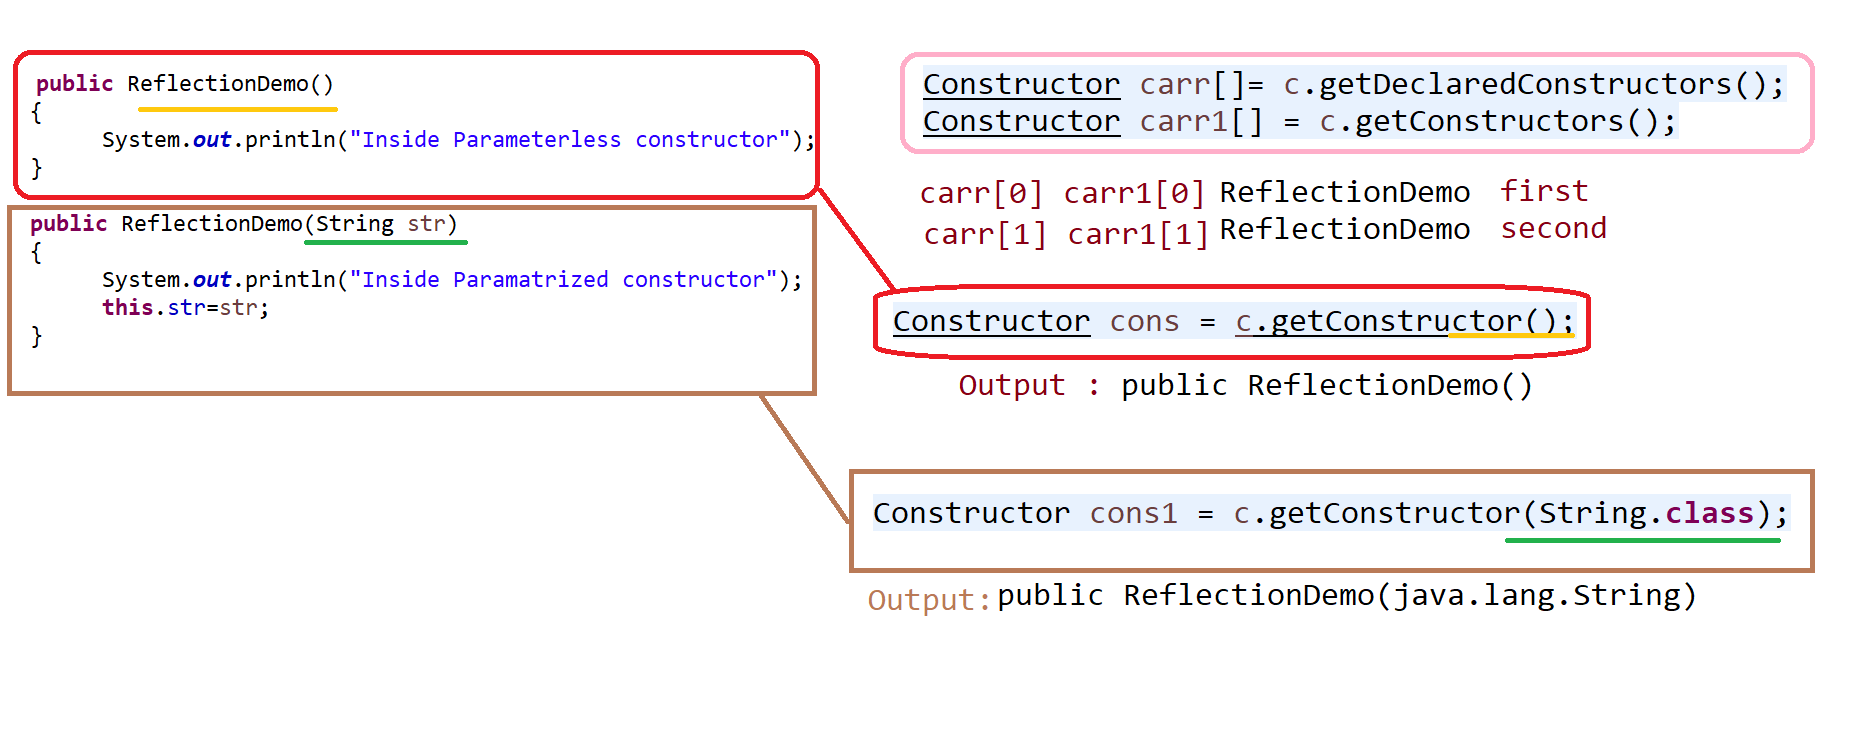 public ReflectionDemo()
{
System.out.println("Inside Parameterless constructor");
}
public ReflectionDemo(String str)
{
System.out.println("Inside Paramatrized constructor");
this.str=str;
}
Constructor carr[]= c.getDeclaredConstructors();
Constructor carr1[] = c.getConstructors();
carr[0] carr1[0] ReflectionDemo first
carr[1] carr1[1] ReflectionDemo second
Constructor cons = c.getConstructor();
Output : public ReflectionDemo()
Constructor cons1 = c.getConstructor(String.class);
Output: public ReflectionDemo(java.lang.String)